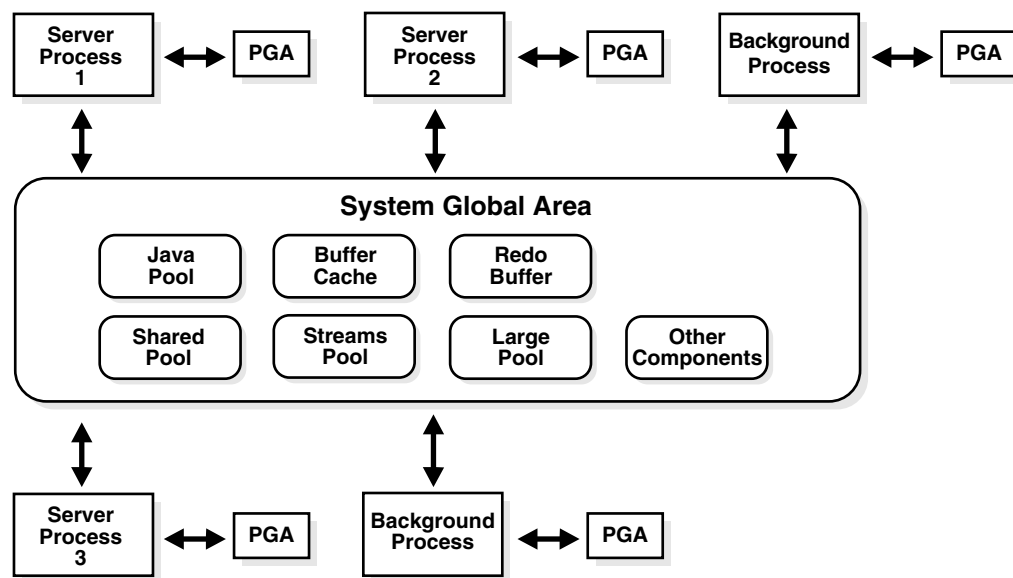 Server
Process
1
PGA
Server
Process
2
PGA
Background
Process
PGA
System Global Area
Java
Pool
Buffer
Cache
Redo
Buffer
Shared
Pool
Streams
Pool
Large
Pool
Other
Components
Server
Process
3
PGA
Background
Process
PGA